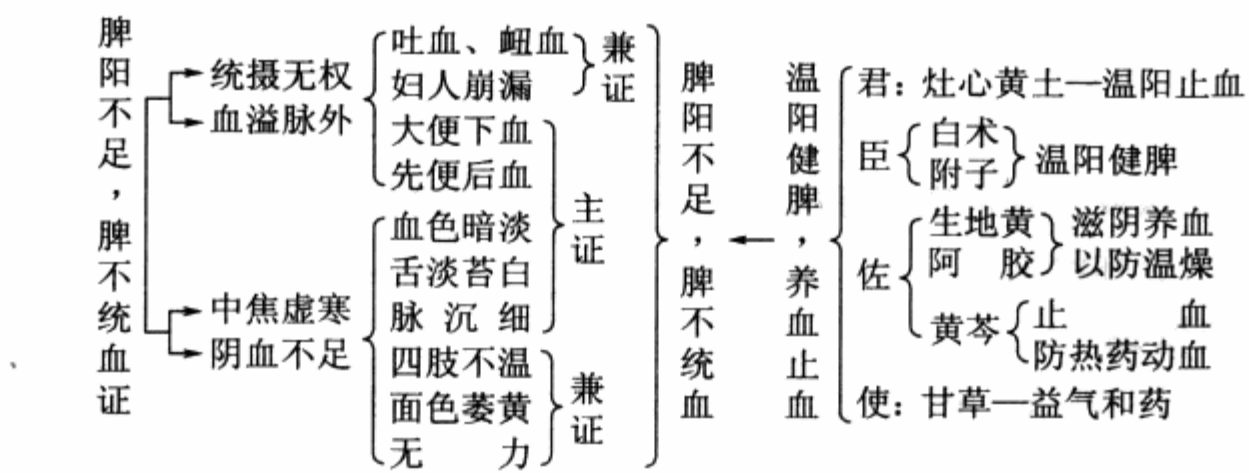 脾阳不足，脾不统血证
统摄无权
血溢脉外
中焦虚寒
阴血不足
吐血、衄血
妇人崩漏
兼证
大便下血
先便后血
血色暗淡
舌淡苔白
脉沉细
主证
四肢不温
面色萎黄
无力
兼证
脾阳不足，脾不统血
温阳健脾，养血止血
君：灶心黄土—温阳止血
臣
白术
附子
温阳健脾
佐
生地黄
阿胶
滋阴养血
以防温燥
黄芩
止血
防热药动血
使：甘草—益气和药